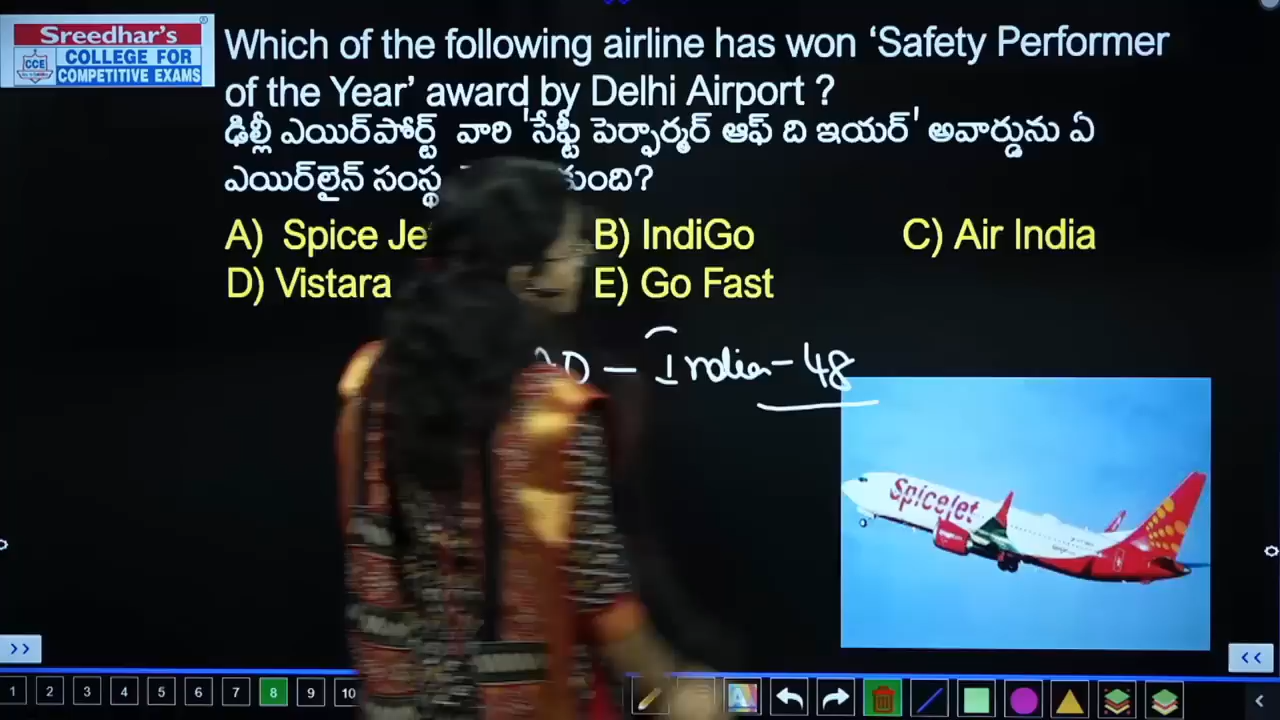 Sreedhar's
CCE
COLLEGE FOR
COMPETITIVE EXAMS
Which of the following airline has won ‘Safety Performer
of the Year’ award by Delhi Airport ?
ఢిల్లీ ఎయిర్‌పోర్ట్ వారి 'సేఫ్టీ పెర్ఫార్మర్ ఆఫ్ ది ఇయర్' అవార్డును ఏ
ఎయిర్‌లైన్ సంస్థ
A) Spice B) IndiGo C) Air India
D) Vistara E) Go Fast
India-48
SpiceJet
1 2 3 4 5 6 7 8 9 10